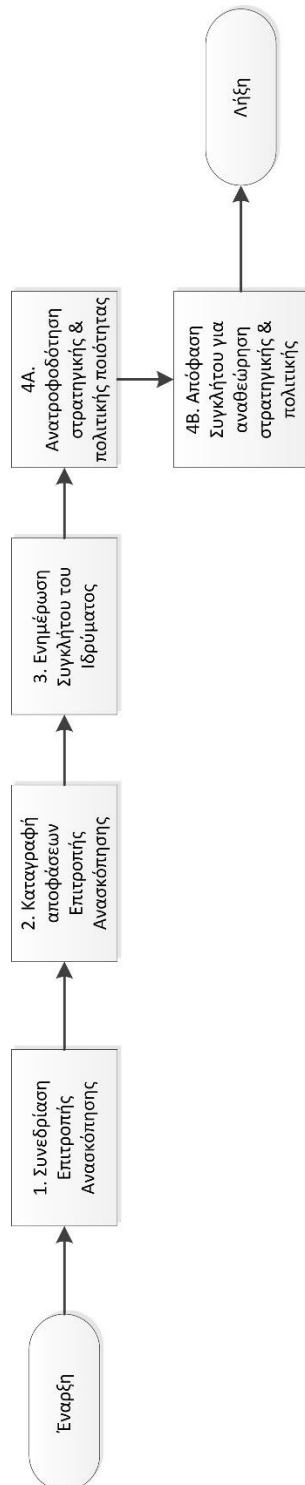 Έναρξη
1. Συνεδρίαση
Επιτροπής
Ανασκόπησης
2. Καταγραφή
αποφάσεων
Επιτροπής
Ανασκόπησης
3. Ενημέρωση
Συγκλήτου του
Ιδρύματος
4Α.
Ανατροφοδότηση
στρατηγικής &
πολιτικής ποιότητας
4Β. Απόφαση
Συγκλήτου για
αναθεώρηση
στρατηγικής &
πολιτική
Λήξη